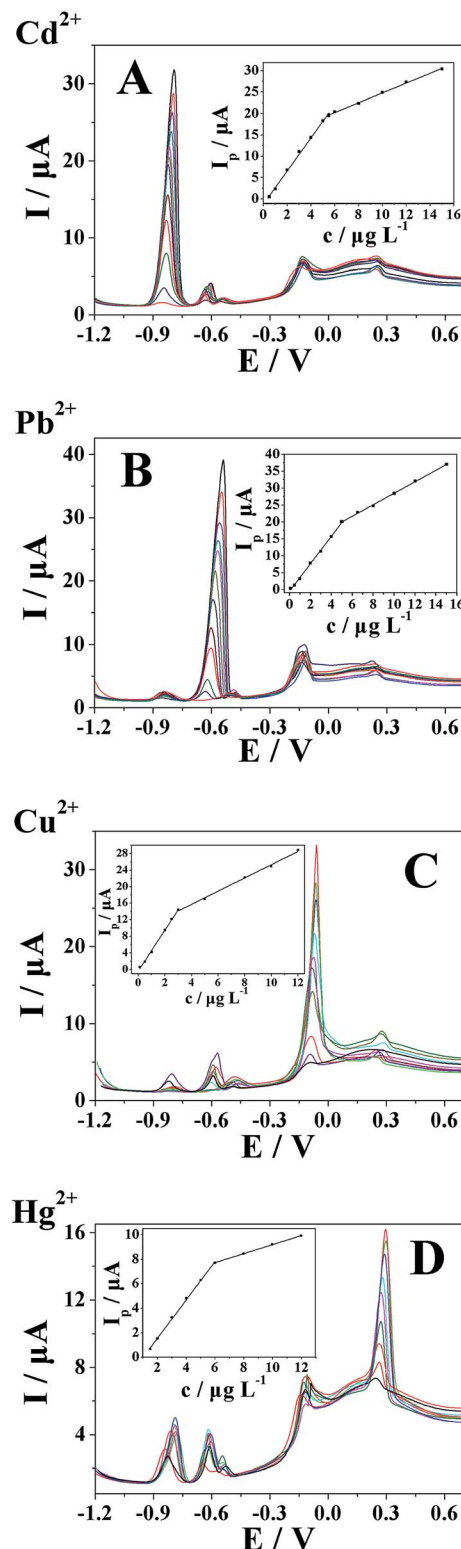 Cd²⁺
A
I / µA
30
20
10
0
-1.2 -0.9 -0.6 -0.3 0.0 0.3 0.6
E / V
Iₚ / µA
30
25
20
15
10
5
0
0 2 4 6 8 10 12 14 16
c / µg L⁻¹
Pb²⁺
B
I / µA
40
30
20
10
0
-1.2 -0.9 -0.6 -0.3 0.0 0.3 0.6
E / V
Iₚ / µA
40
35
30
25
20
15
10
5
0
0 2 4 6 8 10 12 14 16
c / µg L⁻¹
Cu²⁺
C
I / µA
30
20
10
0
-1.2 -0.9 -0.6 -0.3 0.0 0.3 0.6
E / V
Iₚ / µA
28
24
20
16
12
8
4
0
0 2 4 6 8 10 12
c / µg L⁻¹
Hg²⁺
D
I / µA
16
12
8
4
-1.2 -0.9 -0.6 -0.3 0.0 0.3 0.6
E / V
Iₚ / µA
10
8
6
4
2
0
2 3 4 5 6 7 8 9 10 11 12 13
c / µg L⁻¹